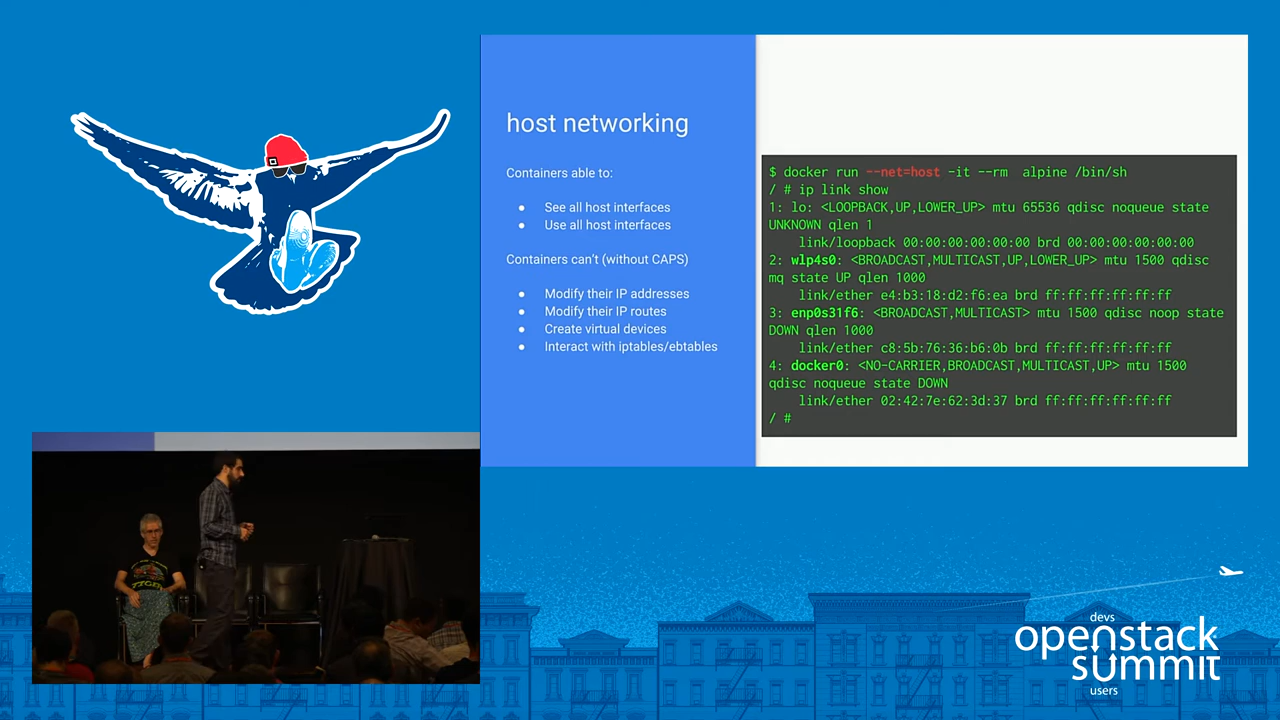 host networking
Containers able to:
● See all host interfaces
● Use all host interfaces
Containers can't (without CAPS)
● Modify their IP addresses
● Modify their IP routes
● Create virtual devices
● Interact with iptables/ebtables
$ docker run --net=host -it --rm  alpine /bin/sh
/ # ip link show
1: lo: <LOOPBACK,UP,LOWER_UP> mtu 65536 qdisc noqueue state
UNKNOWN qlen 1
    link/loopback 00:00:00:00:00:00 brd 00:00:00:00:00:00
2: wlp4s0: <BROADCAST,MULTICAST,UP,LOWER_UP> mtu 1500 qdisc
mq state UP qlen 1000
    link/ether e4:b3:18:d2:f6:ea brd ff:ff:ff:ff:ff:ff
3: enp0s31f6: <BROADCAST,MULTICAST> mtu 1500 qdisc noop state
DOWN qlen 1000
    link/ether c8:5b:76:36:b6:0b brd ff:ff:ff:ff:ff:ff
4: docker0: <NO-CARRIER,BROADCAST,MULTICAST,UP> mtu 1500
qdisc noqueue state DOWN
    link/ether 02:42:7e:62:3d:37 brd ff:ff:ff:ff:ff:ff
/ #
devs
openstack
summit
users